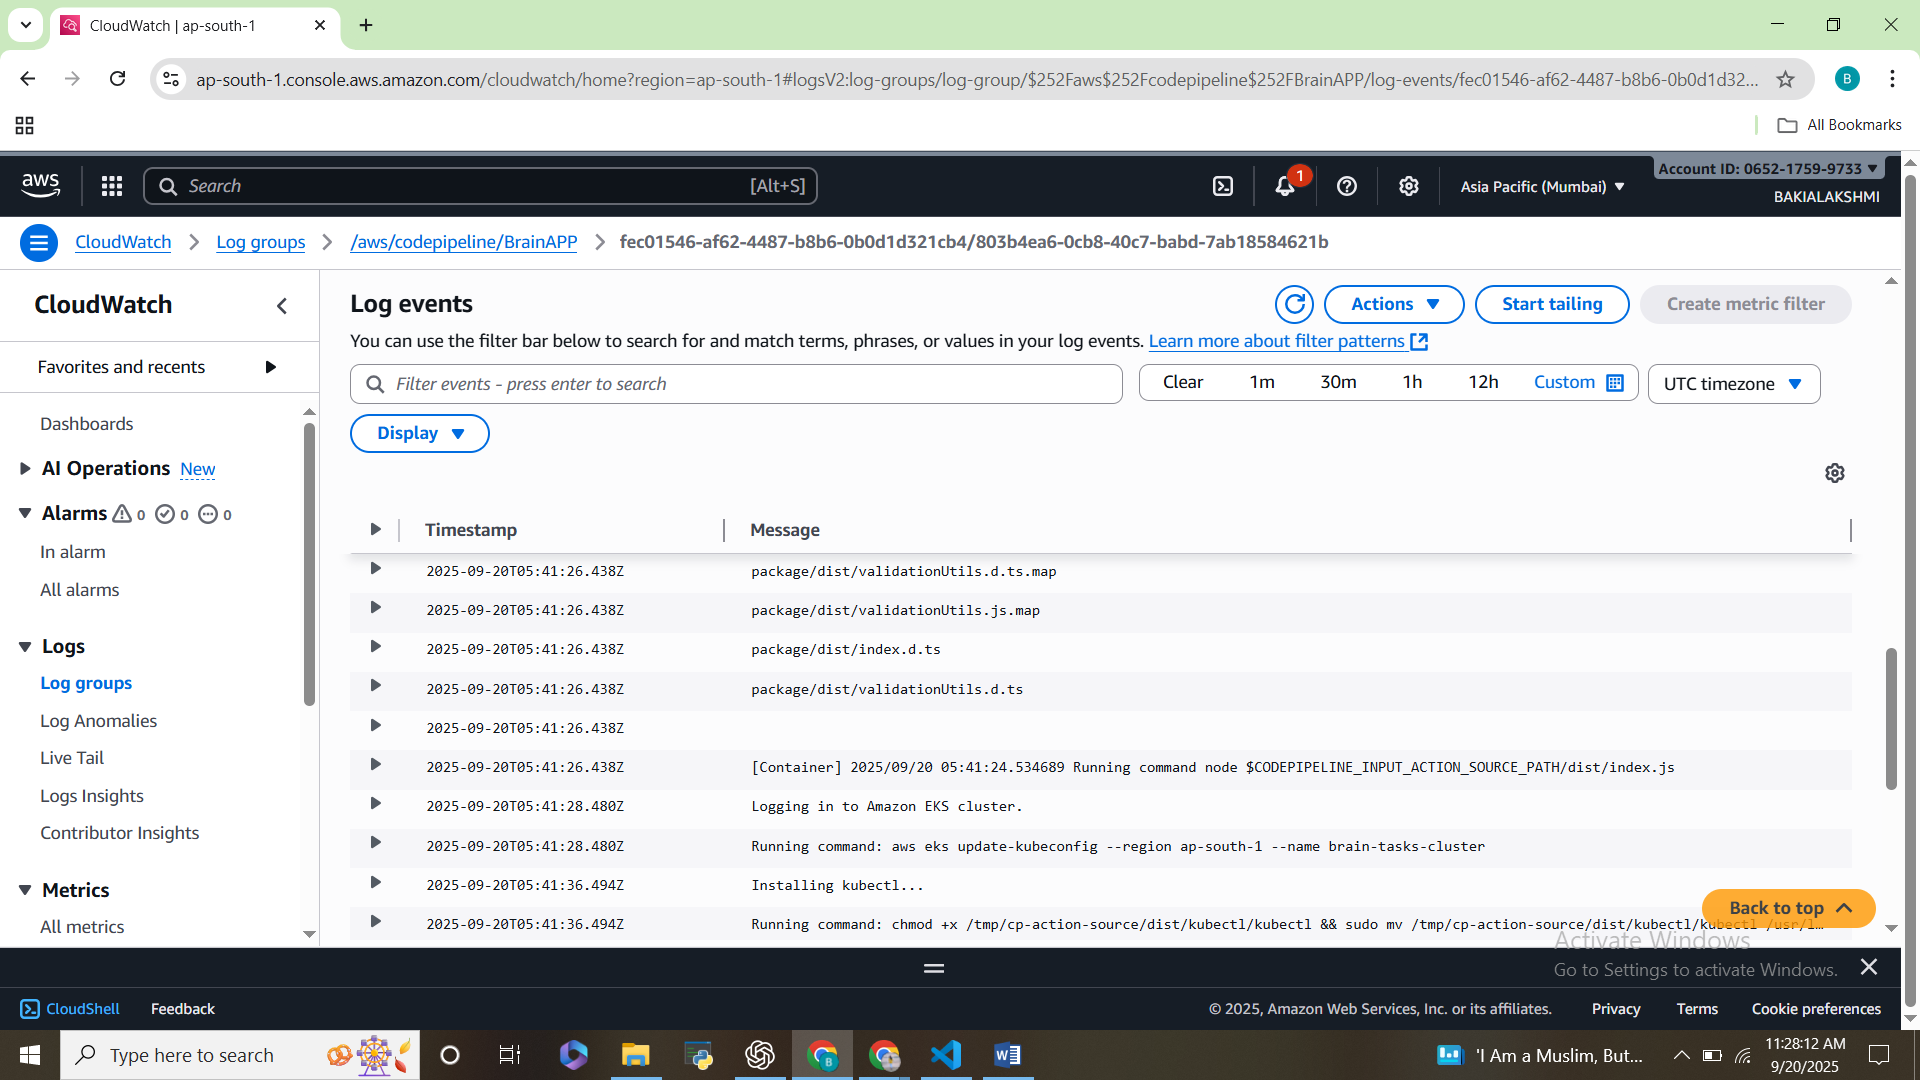 CloudWatch | ap-south-1
ap-south-1.console.aws.amazon.com/cloudwatch/home?region=ap-south-1#logsV2:log-groups/log-group/$252Faws$252Fcodepipeline$252FBrainAPP/log-events/fec01546-af62-4487-b8b6-0b0d1d32...
B
All Bookmarks
aws
Search
[Alt+S]
1
Asia Pacific (Mumbai)
Account ID: 0652-1759-9733
BAKIALAKSHMI
CloudWatch
Log groups
/aws/codepipeline/BrainAPP
fec01546-af62-4487-b8b6-0b0d1d321cb4/803b4ea6-0cb8-40c7-babd-7ab18584621b
CloudWatch
Favorites and recents
Dashboards
AI Operations New
Alarms 0 0 0
In alarm
All alarms
Logs
Log groups
Log Anomalies
Live Tail
Logs Insights
Contributor Insights
Metrics
All metrics
Log events
Actions
Start tailing
Create metric filter
You can use the filter bar below to search for and match terms, phrases, or values in your log events. Learn more about filter patterns
Filter events - press enter to search
Clear 1m 30m 1h 12h Custom
UTC timezone
Display
Timestamp Message
2025-09-20T05:41:26.438Z package/dist/validationUtils.d.ts.map
2025-09-20T05:41:26.438Z package/dist/validationUtils.js.map
2025-09-20T05:41:26.438Z package/dist/index.d.ts
2025-09-20T05:41:26.438Z package/dist/validationUtils.d.ts
2025-09-20T05:41:26.438Z
2025-09-20T05:41:26.438Z [Container] 2025/09/20 05:41:24.534689 Running command node $CODEPIPELINE_INPUT_ACTION_SOURCE_PATH/dist/index.js
2025-09-20T05:41:28.480Z Logging in to Amazon EKS cluster.
2025-09-20T05:41:28.480Z Running command: aws eks update-kubeconfig --region ap-south-1 --name brain-tasks-cluster
2025-09-20T05:41:36.494Z Installing kubectl...
2025-09-20T05:41:36.494Z Running command: chmod +x /tmp/cp-action-source/dist/kubectl/kubectl && sudo mv /tmp/cp-action-source/dist/kubectl/kubectl /usr/l...
Back to top
Activate Windows
Go to Settings to activate Windows.
CloudShell
Feedback
© 2025, Amazon Web Services, Inc. or its affiliates.
Privacy
Terms
Cookie preferences
Type here to search
B
'I Am a Muslim, But...
11:28:12 AM
9/20/2025